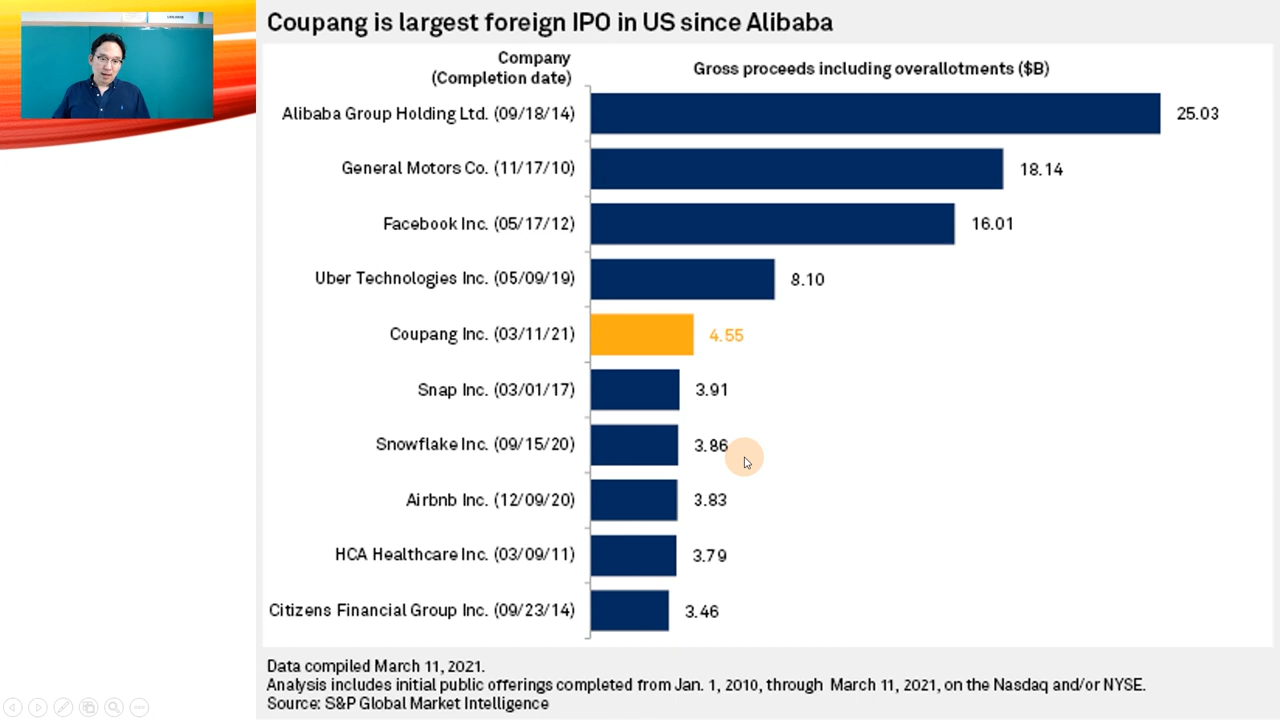 Coupang is largest foreign IPO in US since Alibaba
Company
(Completion date)
Gross proceeds including overallotments ($B)
Alibaba Group Holding Ltd. (09/18/14)
25.03
General Motors Co. (11/17/10)
18.14
Facebook Inc. (05/17/12)
16.01
Uber Technologies Inc. (05/09/19)
8.10
Coupang Inc. (03/11/21)
4.55
Snap Inc. (03/01/17)
3.91
Snowflake Inc. (09/15/20)
3.86
Airbnb Inc. (12/09/20)
3.83
HCA Healthcare Inc. (03/09/11)
3.79
Citizens Financial Group Inc. (09/23/14)
3.46
Data compiled March 11, 2021.
Analysis includes initial public offerings completed from Jan. 1, 2010, through March 11, 2021, on the Nasdaq and/or NYSE.
Source: S&P Global Market Intelligence